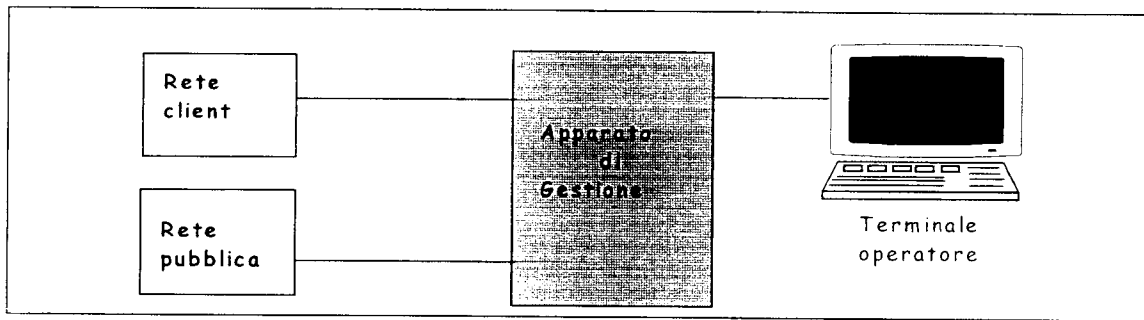 Rete
client
Apparato
di
Gestione
Rete
pubblica
Terminale
operatore